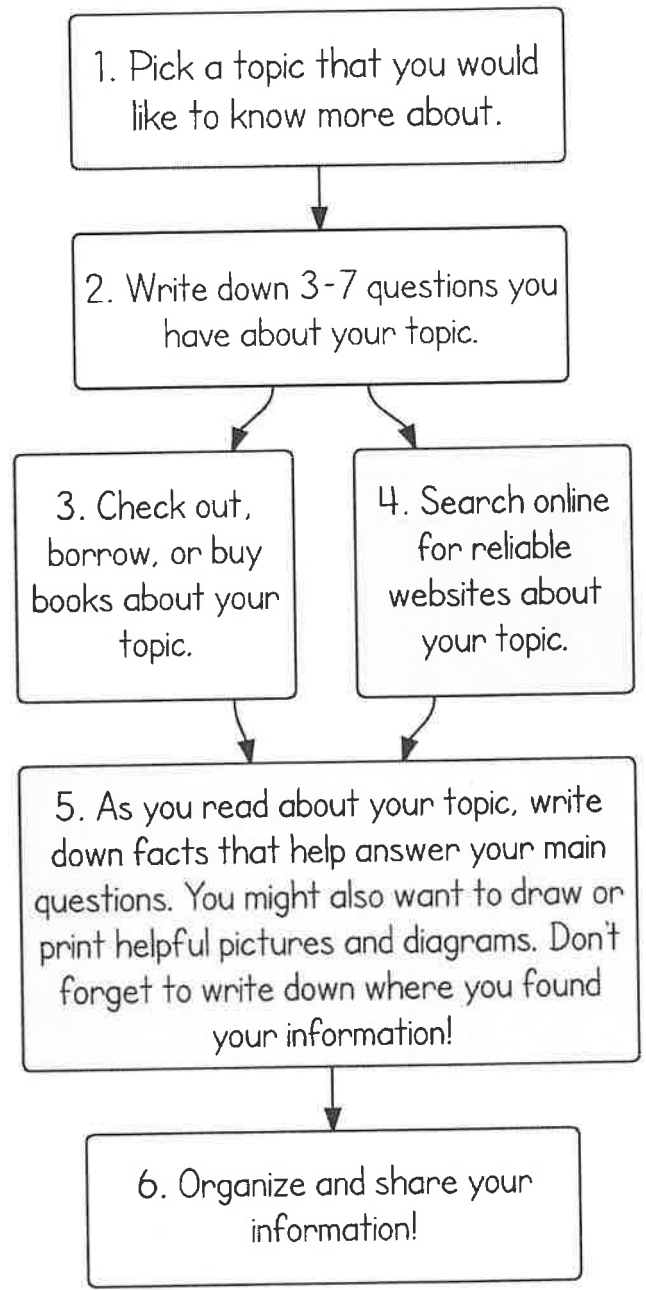 1. Pick a topic that you would
like to know more about.
2. Write down 3-7 questions you
have about your topic.
3. Check out,
borrow, or buy
books about your
topic.
4. Search online
for reliable
websites about
your topic.
5. As you read about your topic, write
down facts that help answer your main
questions. You might also want to draw or
print helpful pictures and diagrams. Don't
forget to write down where you found
your information!
6. Organize and share your
information!